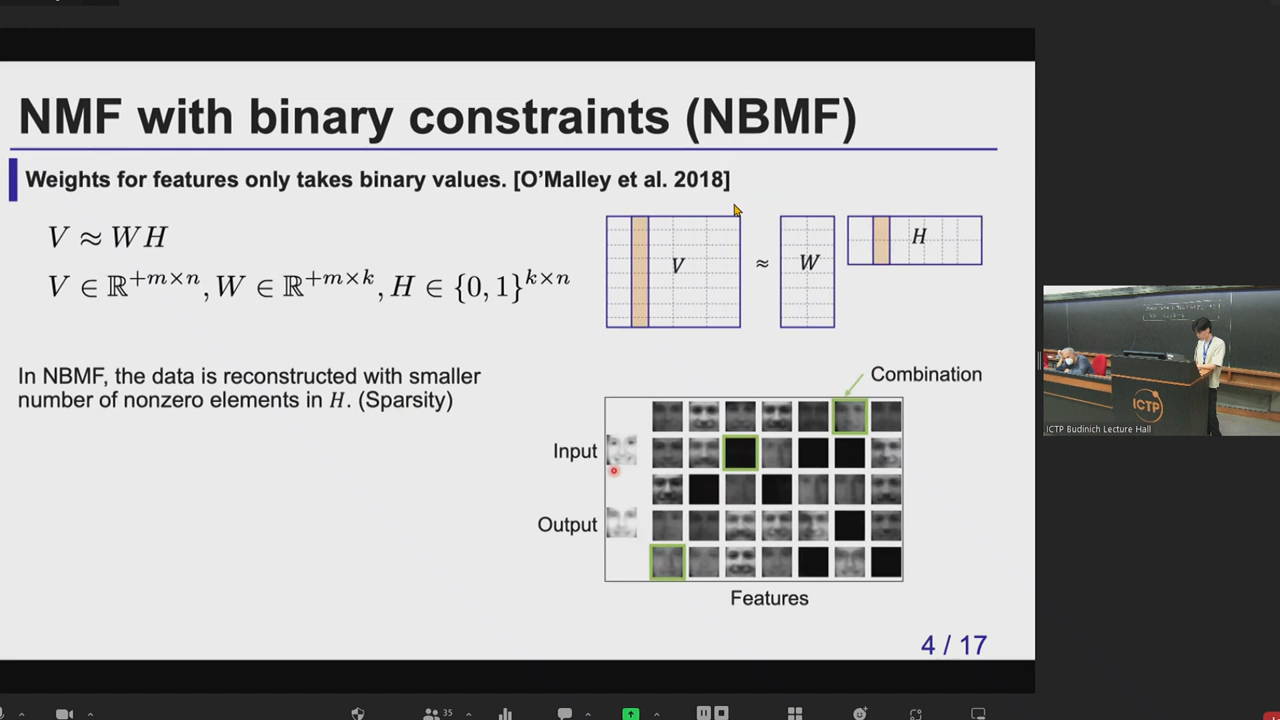 NMF with binary constraints (NBMF)
Weights for features only takes binary values. [O'Malley et al. 2018]
V ≈ WH
V ∈ ℝ^{+m×n}, W ∈ ℝ^{+m×k}, H ∈ {0, 1}^{k×n}
V ≈ W H
In NBMF, the data is reconstructed with smaller
number of nonzero elements in H. (Sparsity)
Combination
Input
Output
Features
4 / 17
ICTP
ICTP Budinich Lecture Hall
35